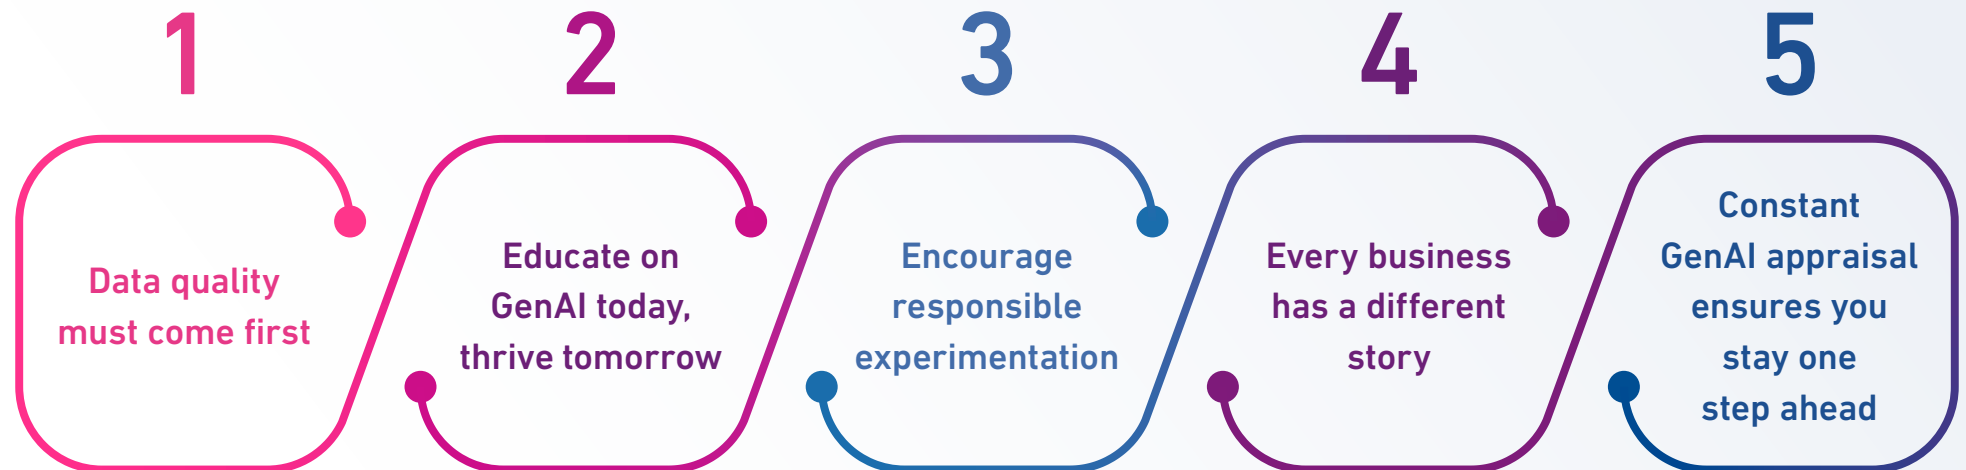 1
Data quality
must come first
2
Educate on
GenAI today,
thrive tomorrow
3
Encourage
responsible
experimentation
4
Every business
has a different
story
5
Constant
GenAI appraisal
ensures you
stay one
step ahead